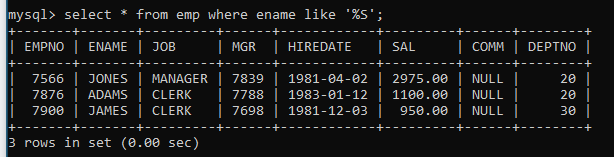 mysql> select * from emp where ename like '%S';
+-------+-------+---------+------+------------+---------+------+--------+
| EMPNO | ENAME | JOB     | MGR  | HIREDATE   | SAL     | COMM | DEPTNO |
+-------+-------+---------+------+------------+---------+------+--------+
|  7566 | JONES | MANAGER | 7839 | 1981-04-02 | 2975.00 | NULL |     20 |
|  7876 | ADAMS | CLERK   | 7788 | 1983-01-12 | 1100.00 | NULL |     20 |
|  7900 | JAMES | CLERK   | 7698 | 1981-12-03 |  950.00 | NULL |     30 |
+-------+-------+---------+------+------------+---------+------+--------+
3 rows in set (0.00 sec)